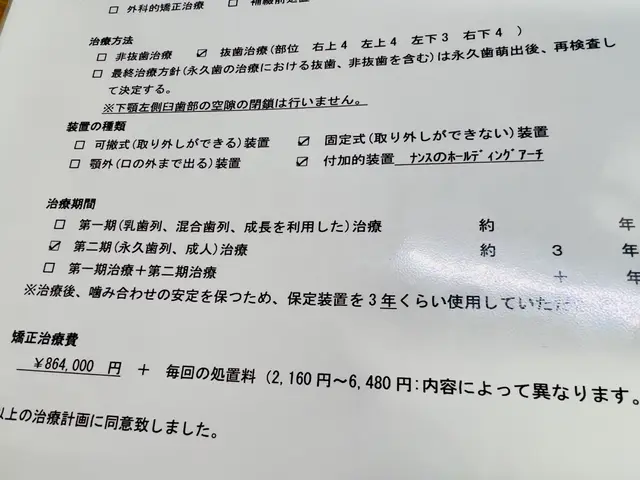 □ 外科的矯正治療 □ 補綴前処置
治療方法
□ 非抜歯治療 ☑ 抜歯治療(部位 右上4 左上4 左下3 右下4 )
□ 最終治療方針(永久歯の治療における抜歯、非抜歯を含む)は永久歯萌出後、再検査し
て決定する。
※下顎左側臼歯部の空隙の閉鎖は行いません。
装置の種類
□ 可撤式(取り外しができる)装置 ☑ 固定式(取り外しができない)装置
□ 顎外(口の外まで出る)装置 ☑ 付加的装置 ナンスのホールディングアーチ
治療期間
□ 第一期(乳歯列、混合歯列、成長を利用した)治療 約 年
☑ 第二期(永久歯列、成人)治療 約 3 年
□ 第一期治療+第二期治療 + 年
※治療後、噛み合わせの安定を保つため、保定装置を3年くらい使用していただ
矯正治療費
¥864,000 円 + 毎回の処置料(2,160円~6,480円:内容によって異なります。
以上の治療計画に同意致しました。